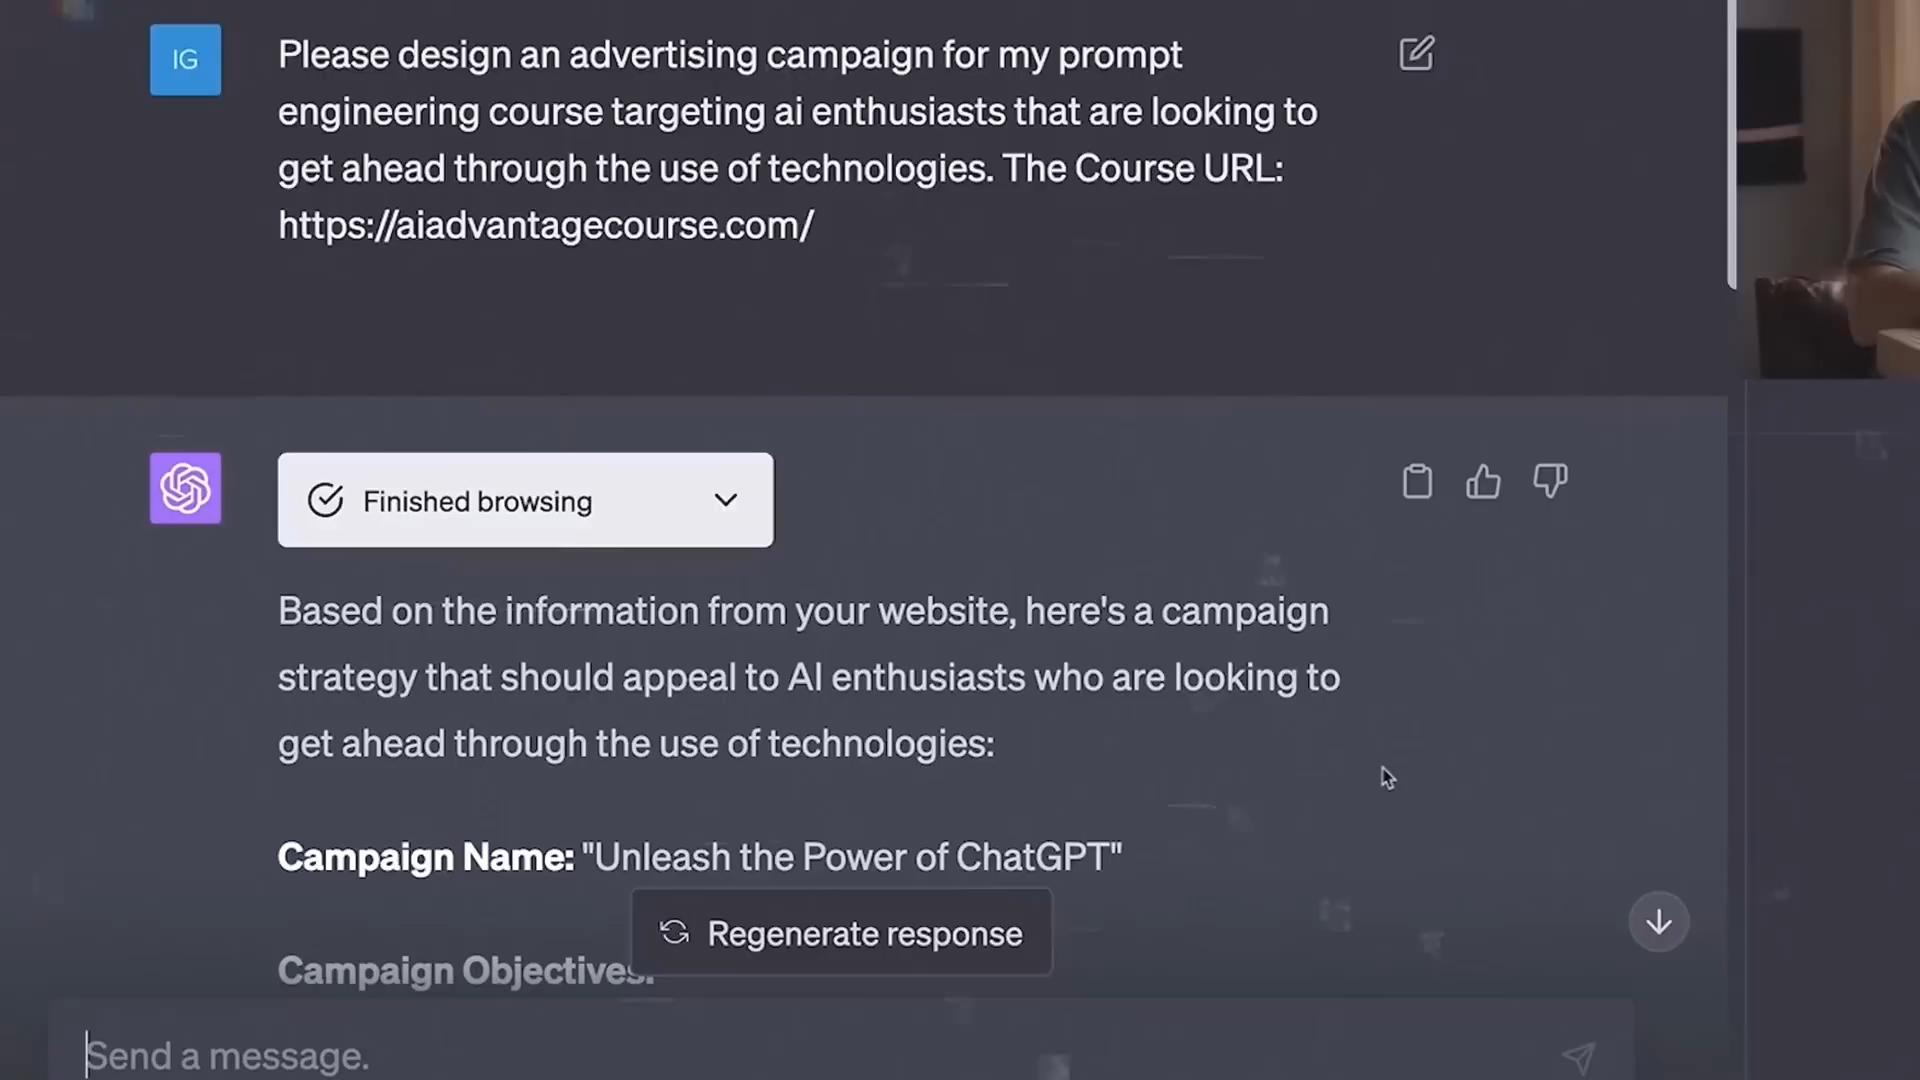 IG
Please design an advertising campaign for my prompt
engineering course targeting ai enthusiasts that are looking to
get ahead through the use of technologies. The Course URL:
https://aiadvantagecourse.com/
Finished browsing
Based on the information from your website, here's a campaign
strategy that should appeal to AI enthusiasts who are looking to
get ahead through the use of technologies:
Campaign Name: "Unleash the Power of ChatGPT"
Regenerate response
Campaign Objectives:
Send a message.